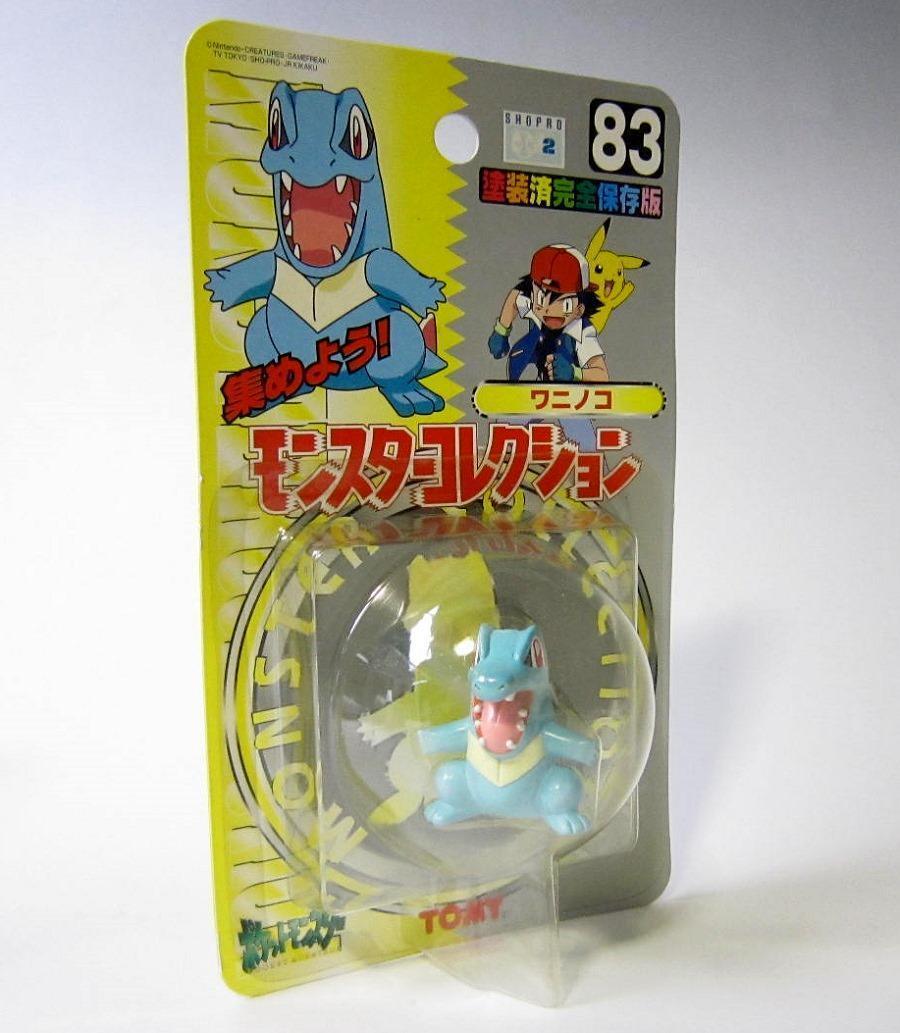 ©Nintendo・CREATURES・GAMEFREAK・
TV TOKYO・SHO-PRO・JR KIKAKU
SHOPRO
2
83
塗装済完全保存版
集めよう!
ワニノコ
モンスターコレクション
MONSTER
TOMY
ポケットモンスター